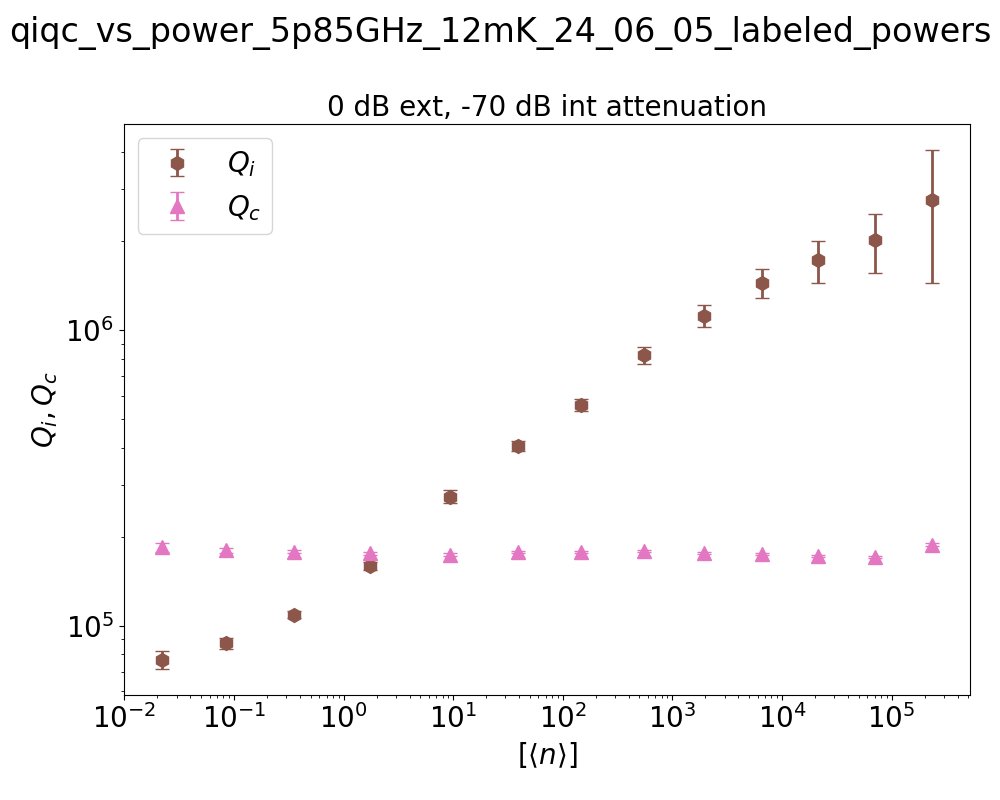 qiqc_vs_power_5p85GHz_12mK_24_06_05_labeled_powers
0 dB ext, -70 dB int attenuation
Q_i
Q_c
10^6
10^5
Q_i, Q_c
10^{-2} 10^{-1} 10^0 10^1 10^2 10^3 10^4 10^5
[⟨n⟩]